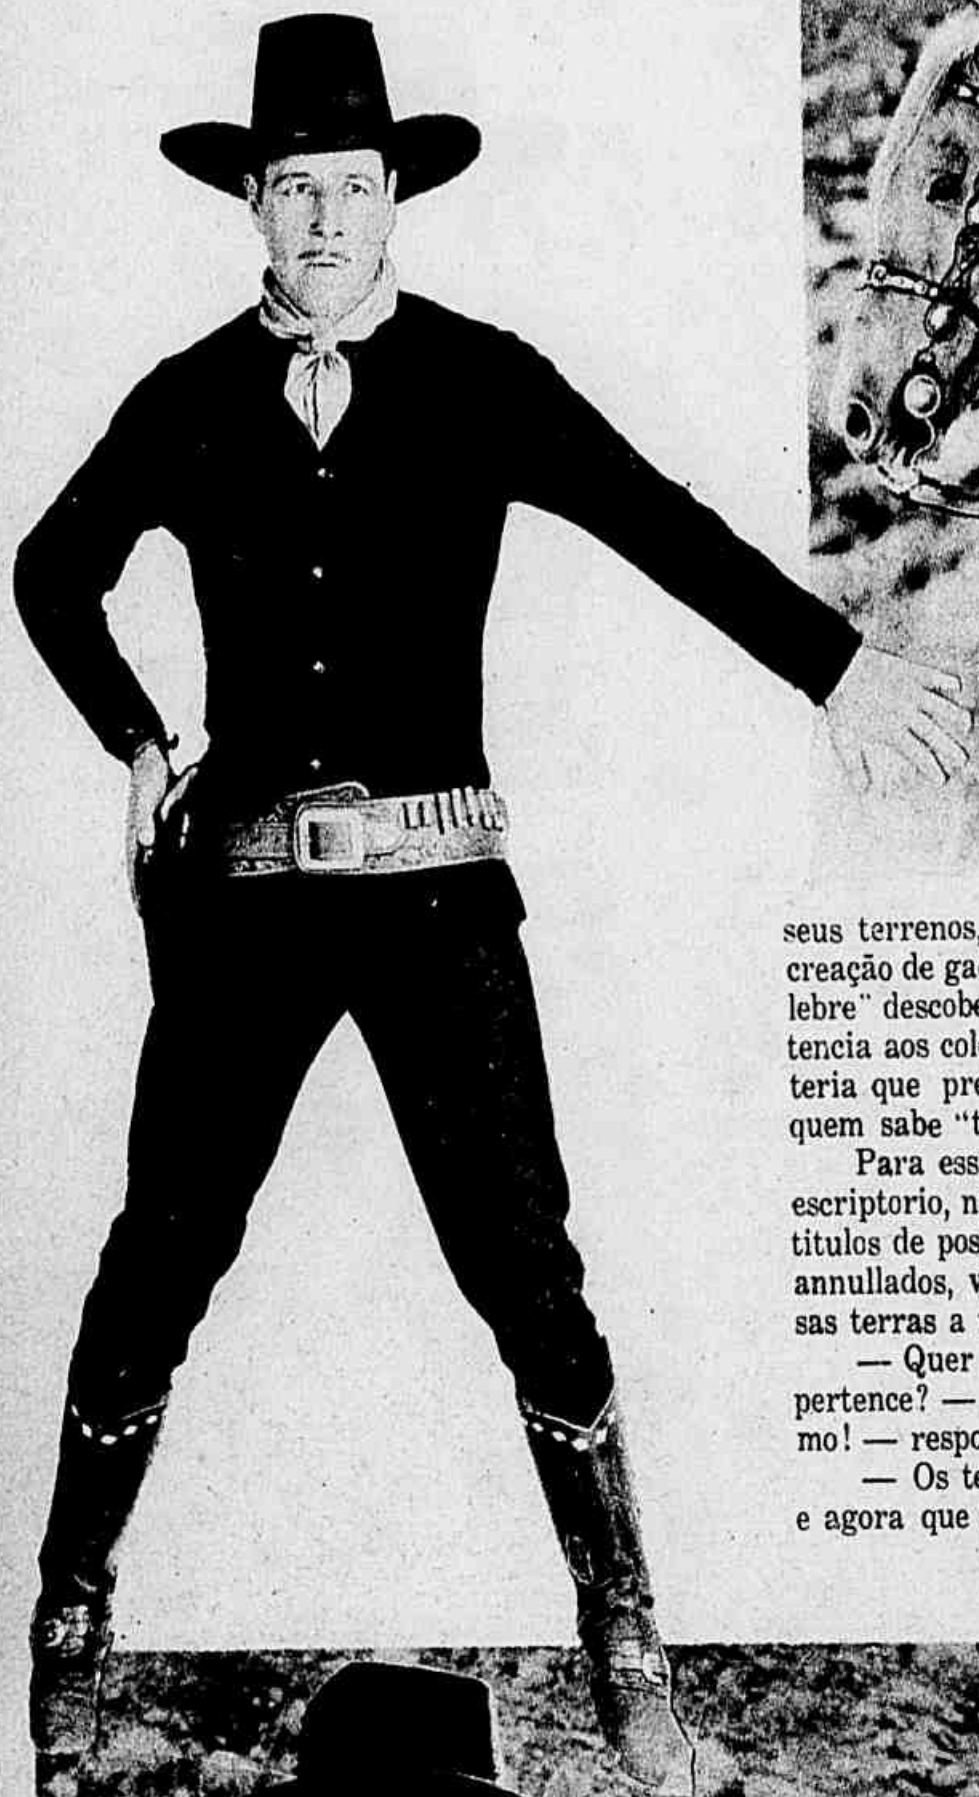 seus terrenos,
creação de ga
lebre" descobe
tencia aos col
teria que pre
quem sabe "t
Para ess
escriptorio, n
titulos de pos
annullados, v
sas terras a
— Quer
pertence? —
mo! — respo
— Os te
e agora que